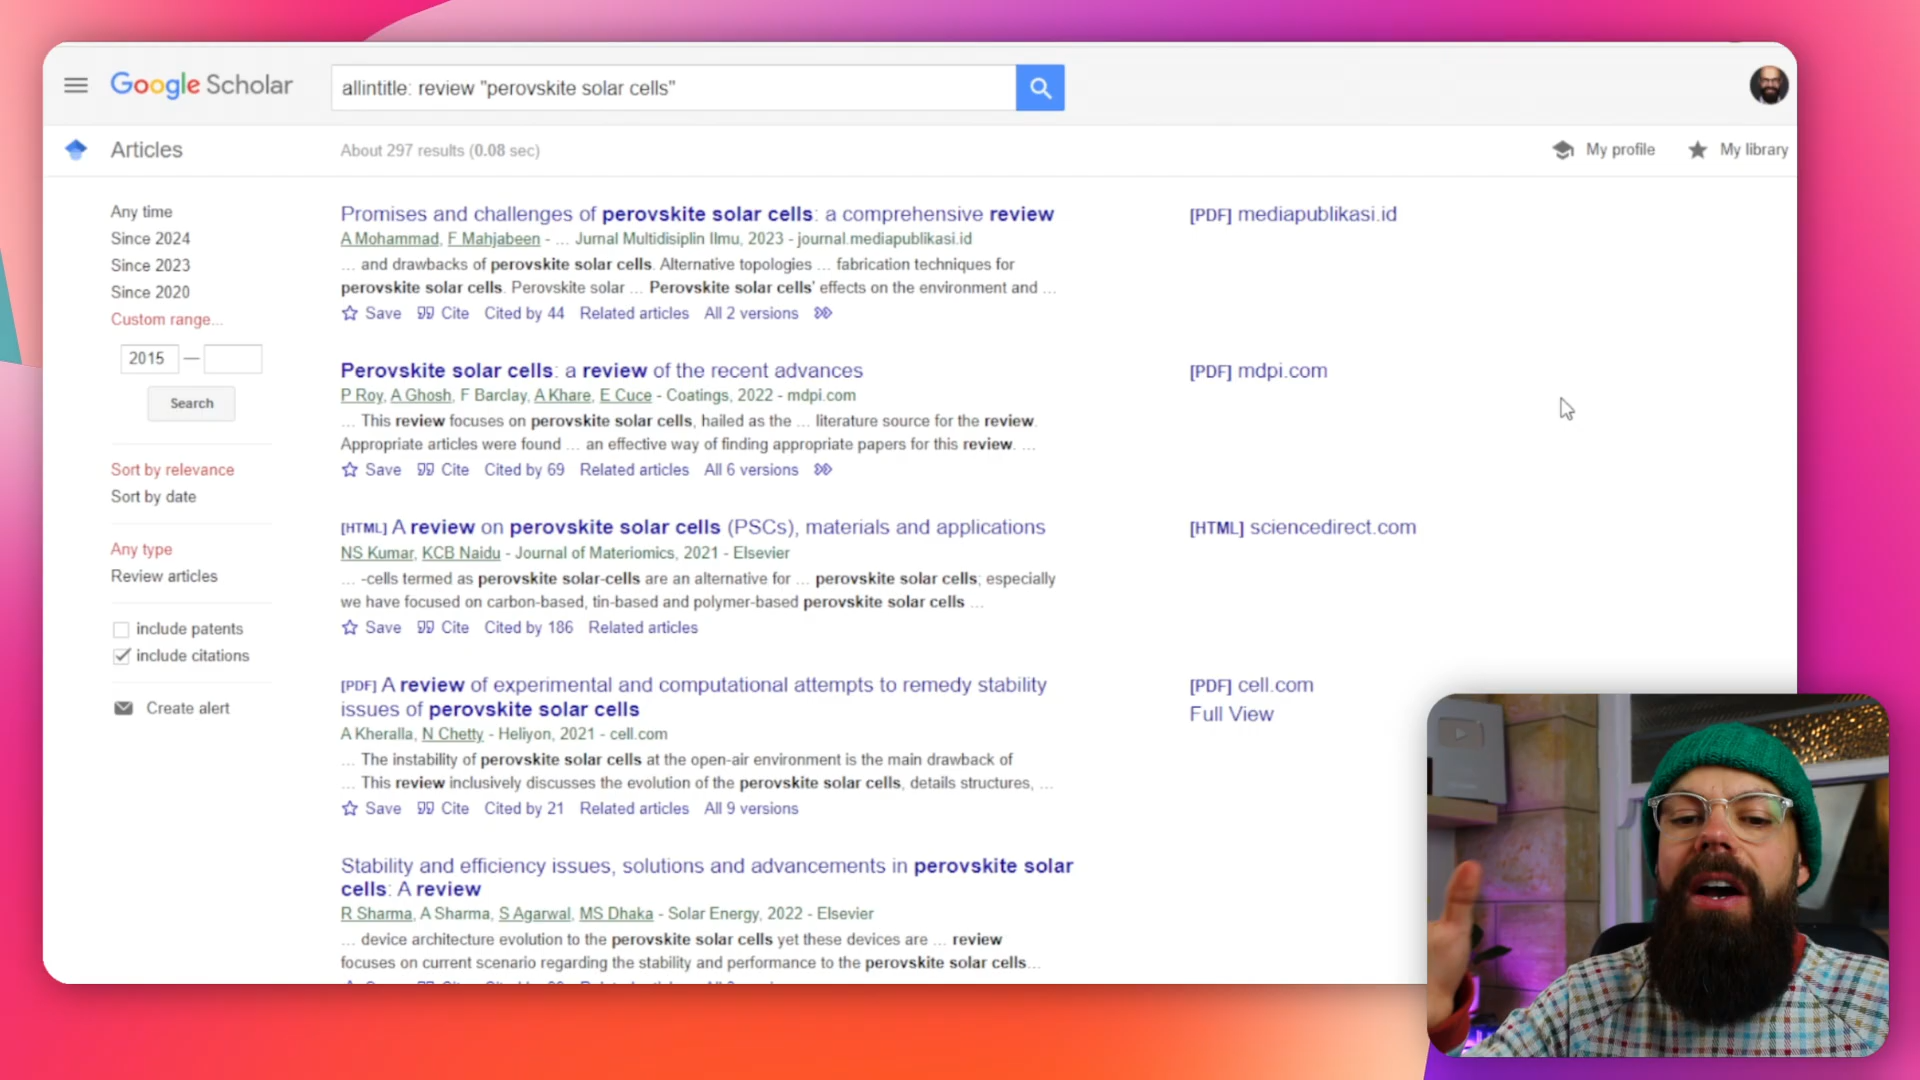 Google Scholar
allintitle: review "perovskite solar cells"
Articles
About 297 results (0.08 sec)
My profile
My library
Any time
Since 2024
Since 2023
Since 2020
Custom range...
2015 —
Search
Sort by relevance
Sort by date
Any type
Review articles
include patents
include citations
Create alert
Promises and challenges of perovskite solar cells: a comprehensive review
A Mohammad, F Mahjabeen - … Jurnal Multidisiplin Ilmu, 2023 - journal.mediapublikasi.id
… and drawbacks of perovskite solar cells. Alternative topologies … fabrication techniques for
perovskite solar cells. Perovskite solar … Perovskite solar cells' effects on the environment and …
Save Cite Cited by 44 Related articles All 2 versions
[PDF] mediapublikasi.id
Perovskite solar cells: a review of the recent advances
P Roy, A Ghosh, F Barclay, A Khare, E Cuce - Coatings, 2022 - mdpi.com
… This review focuses on perovskite solar cells, hailed as the … literature source for the review.
Appropriate articles were found … an effective way of finding appropriate papers for this review. …
Save Cite Cited by 69 Related articles All 6 versions
[PDF] mdpi.com
[HTML] A review on perovskite solar cells (PSCs), materials and applications
NS Kumar, KCB Naidu - Journal of Materiomics, 2021 - Elsevier
… -cells termed as perovskite solar-cells are an alternative for … perovskite solar cells; especially
we have focused on carbon-based, tin-based and polymer-based perovskite solar cells …
Save Cite Cited by 186 Related articles
[HTML] sciencedirect.com
[PDF] A review of experimental and computational attempts to remedy stability
issues of perovskite solar cells
A Kheralla, N Chetty - Heliyon, 2021 - cell.com
… The instability of perovskite solar cells at the open-air environment is the main drawback of
… This review inclusively discusses the evolution of the perovskite solar cells, details structures, …
Save Cite Cited by 21 Related articles All 9 versions
[PDF] cell.com
Full View
Stability and efficiency issues, solutions and advancements in perovskite solar
cells: A review
R Sharma, A Sharma, S Agarwal, MS Dhaka - Solar Energy, 2022 - Elsevier
… device architecture evolution to the perovskite solar cells yet these devices are … review
focuses on current scenario regarding the stability and performance to the perovskite solar cells…